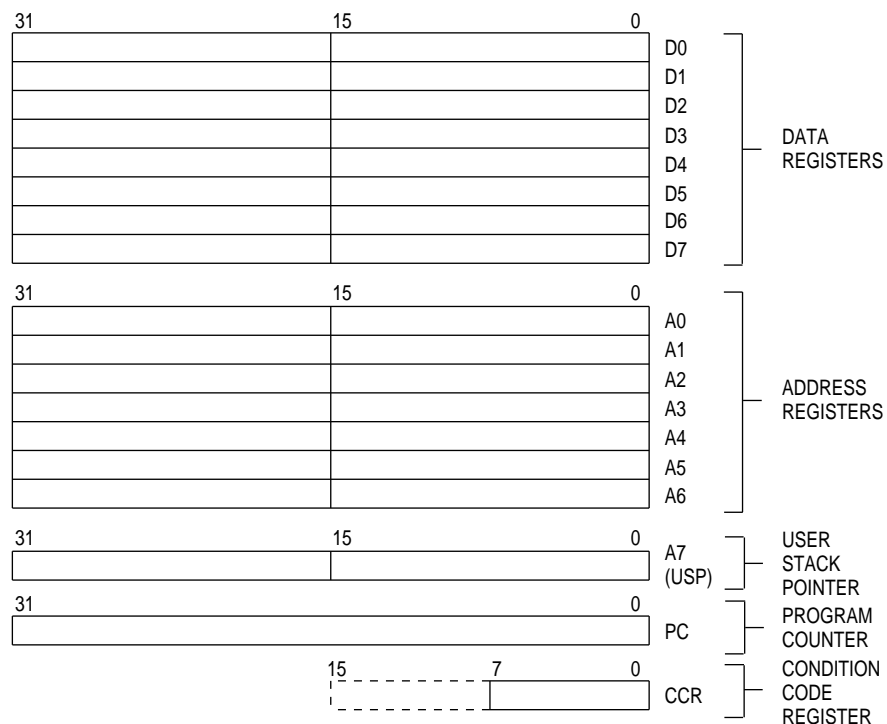 31 15 0
D0
D1
D2
D3
D4
D5
D6
D7
DATA
REGISTERS
31 15 0
A0
A1
A2
A3
A4
A5
A6
ADDRESS
REGISTERS
31 15 0
A7
(USP)
USER
STACK
POINTER
31 0
PC
PROGRAM
COUNTER
15 7 0
CCR
CONDITION
CODE
REGISTER